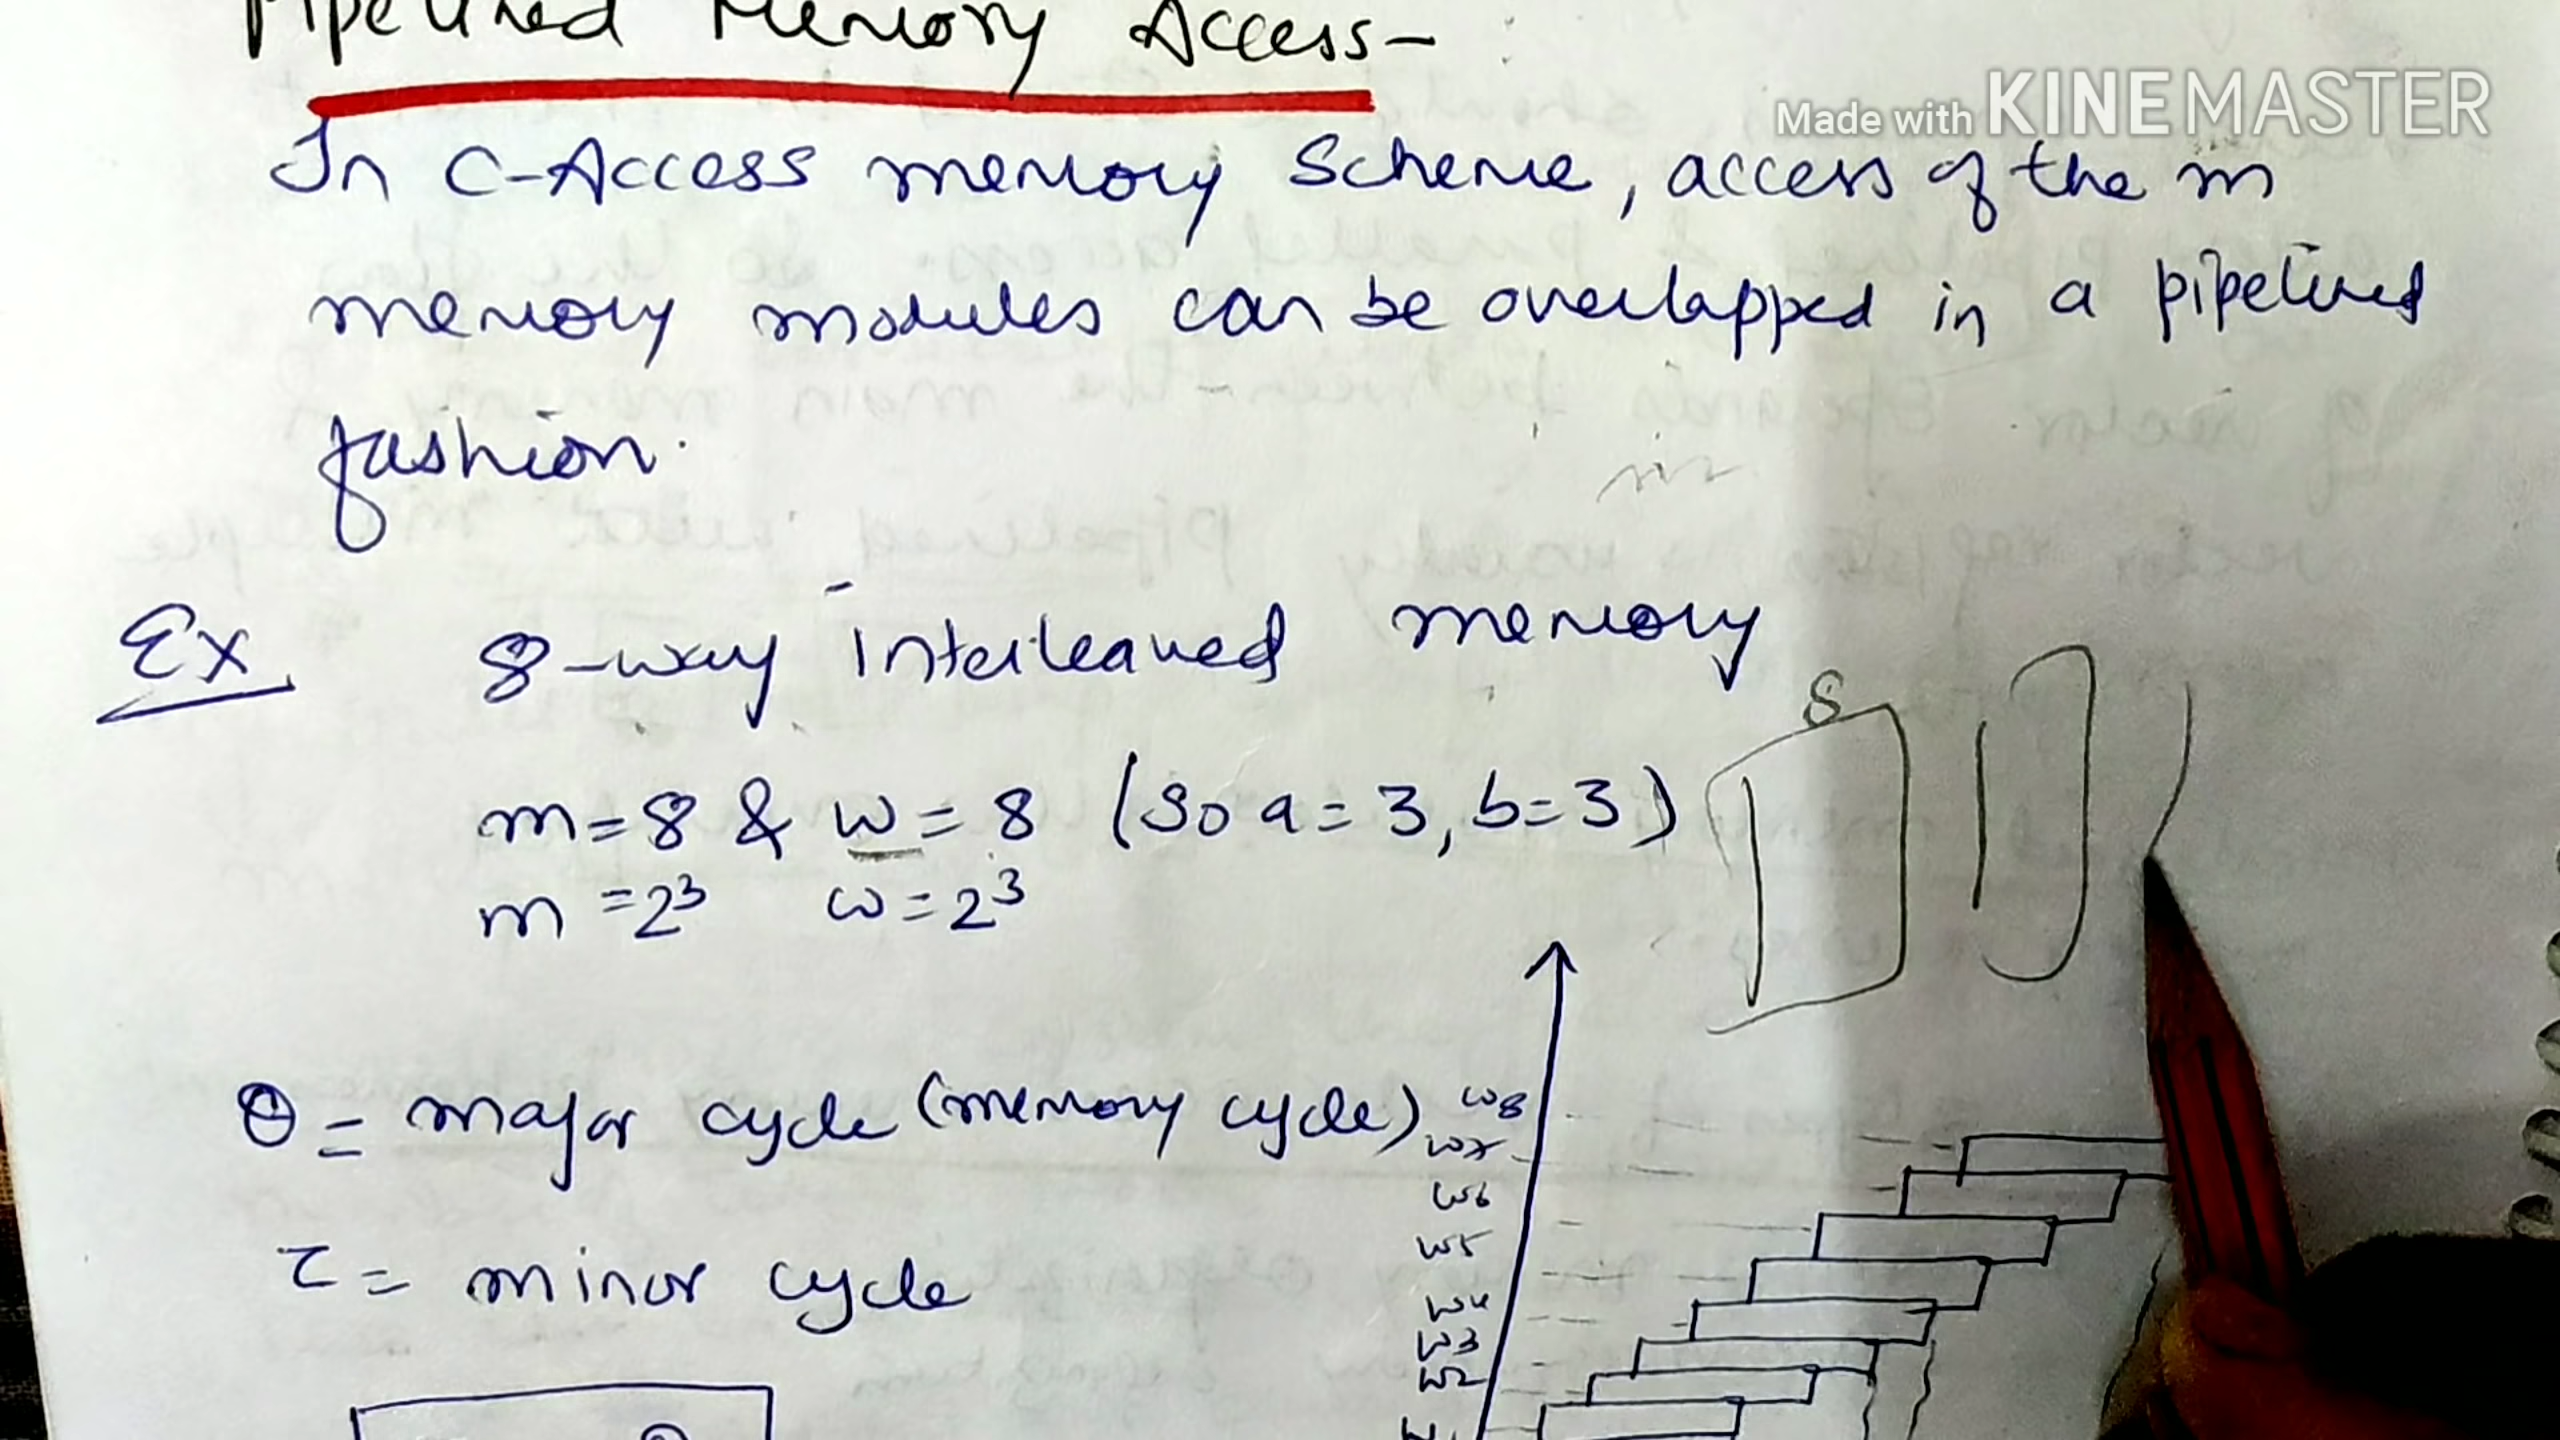 Pipelined Memory Access-
Made with KINEMASTER
In C-Access memory Scheme, access of the m
memory modules can be overlapped in a pipelined
fashion.
Ex 8-way interleaved memory
8
m=8 & w=8 (so a=3, b=3)
m=2³ w=2³
θ = major cycle (memory cycle)
w8
w7
w6
τ = minor cycle
w5
w4
w3
w2